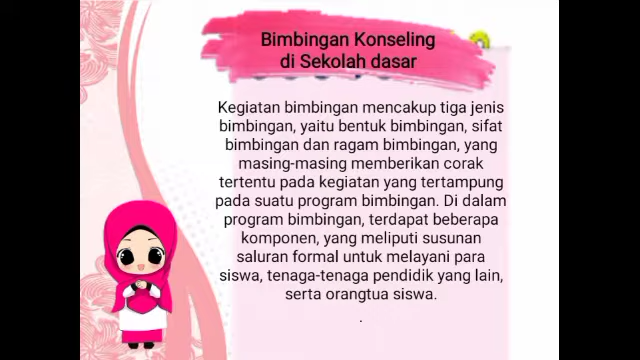 Bimbingan Konseling
di Sekolah dasar
Kegiatan bimbingan mencakup tiga jenis
bimbingan, yaitu bentuk bimbingan, sifat
bimbingan dan ragam bimbingan, yang
masing-masing memberikan corak
tertentu pada kegiatan yang tertampung
pada suatu program bimbingan. Di dalam
program bimbingan, terdapat beberapa
komponen, yang meliputi susunan
saluran formal untuk melayani para
siswa, tenaga-tenaga pendidik yang lain,
serta orangtua siswa.
.